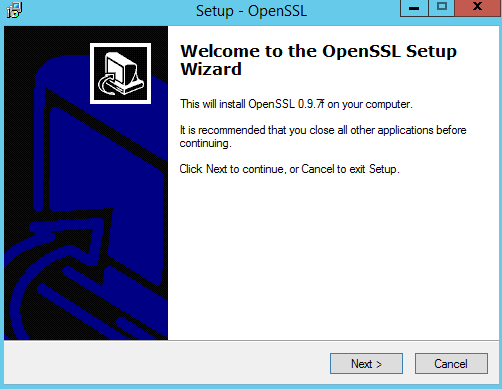 Setup - OpenSSL
Welcome to the OpenSSL Setup
Wizard
This will install OpenSSL 0.9.7f on your computer.
It is recommended that you close all other applications before
continuing.
Click Next to continue, or Cancel to exit Setup.
Next >
Cancel